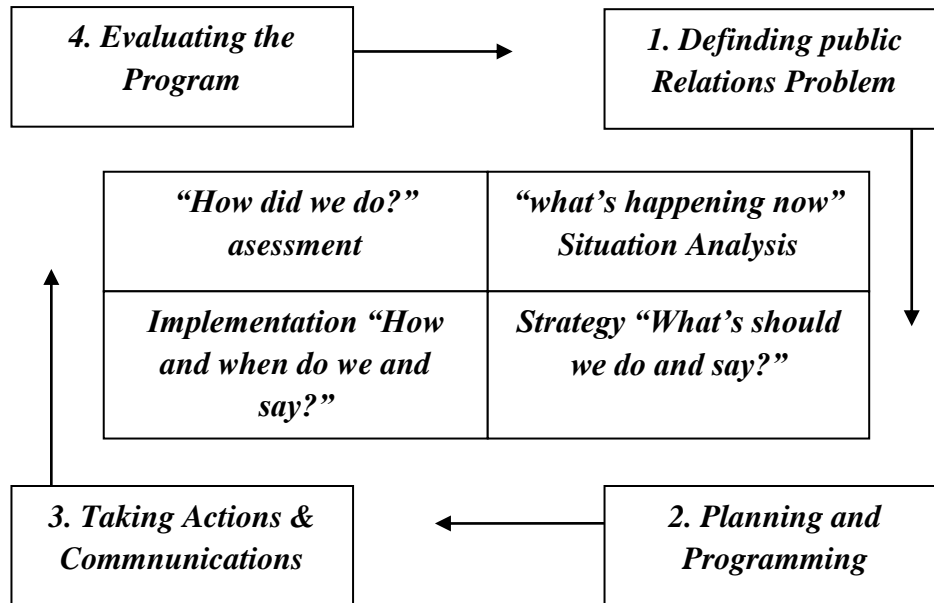 4. Evaluating the
Program
1. Definding public
Relations Problem
“How did we do?”
asessment
“what’s happening now”
Situation Analysis
Implementation “How
and when do we and
say?”
Strategy “What’s should
we do and say?”
3. Taking Actions &
Commnunications
2. Planning and
Programming